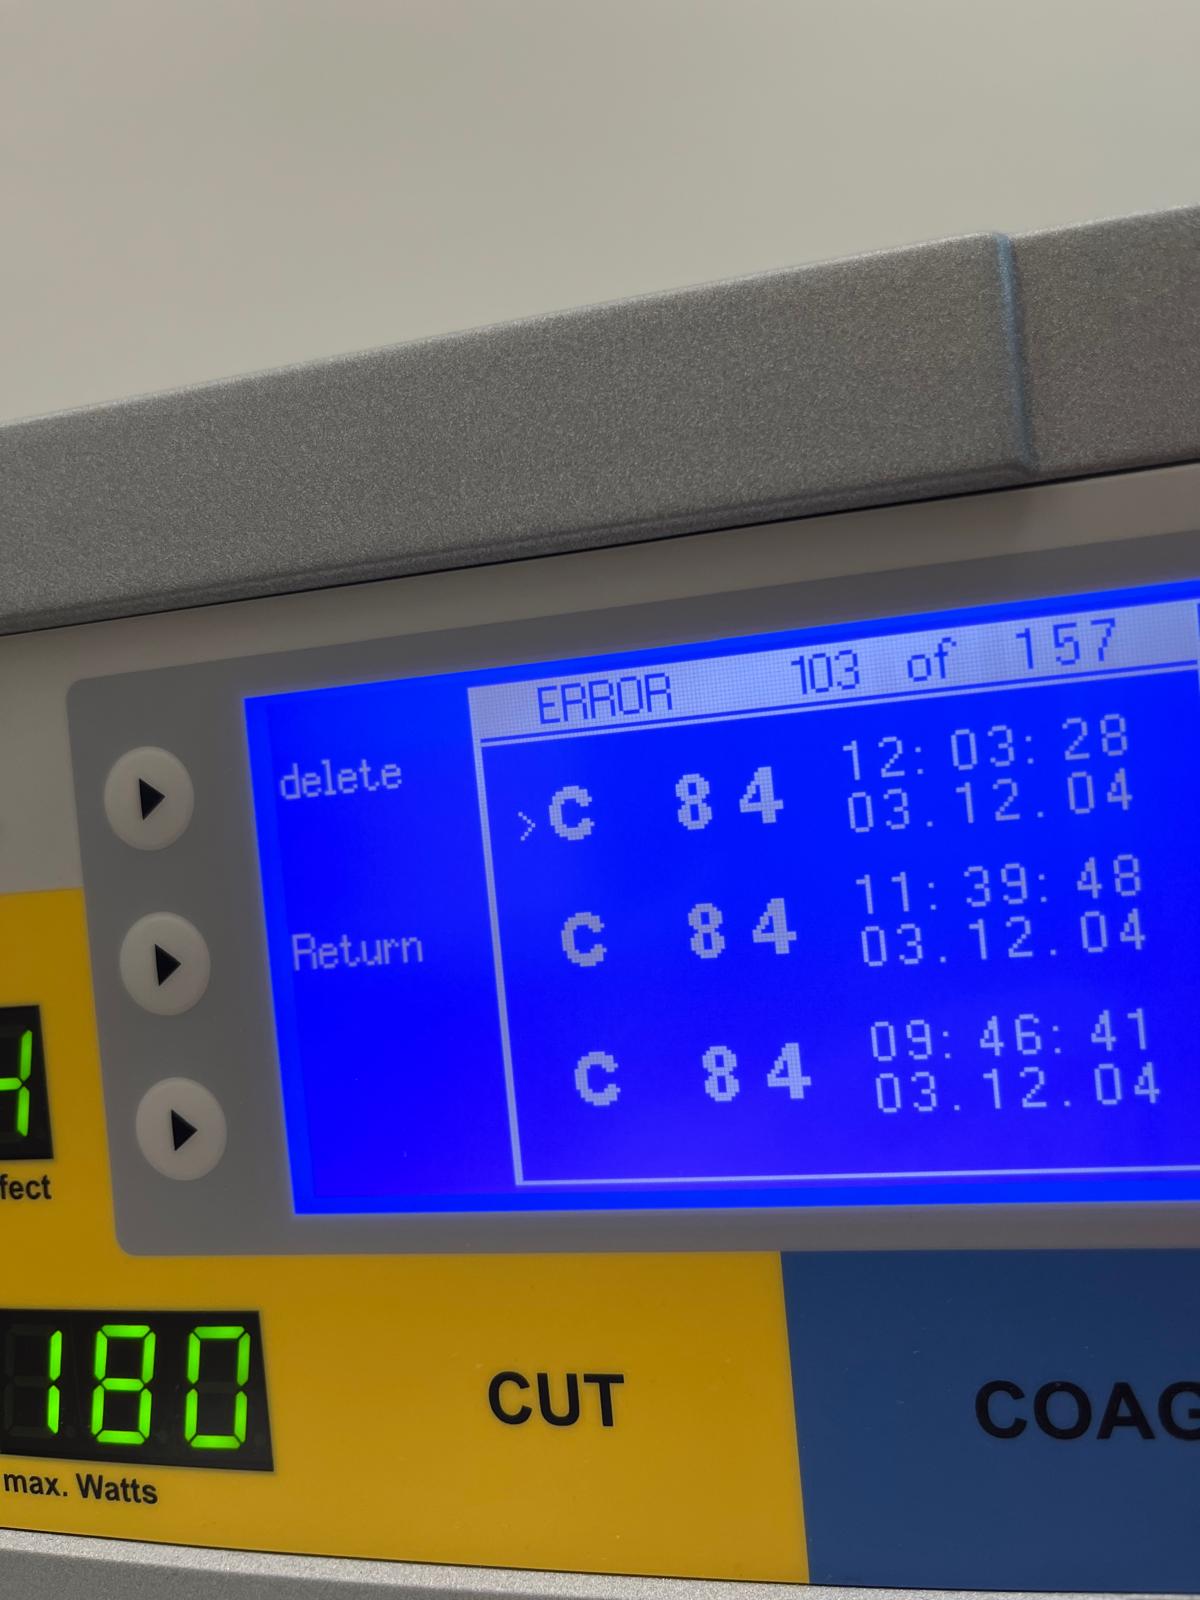 ERROR 103 of 157
delete
>C 84 12:03:28
03.12.04
C 84 11:39:48
03.12.04
Return
C 84 09:46:41
03.12.04
4
fect
180
max. Watts
CUT
COAG